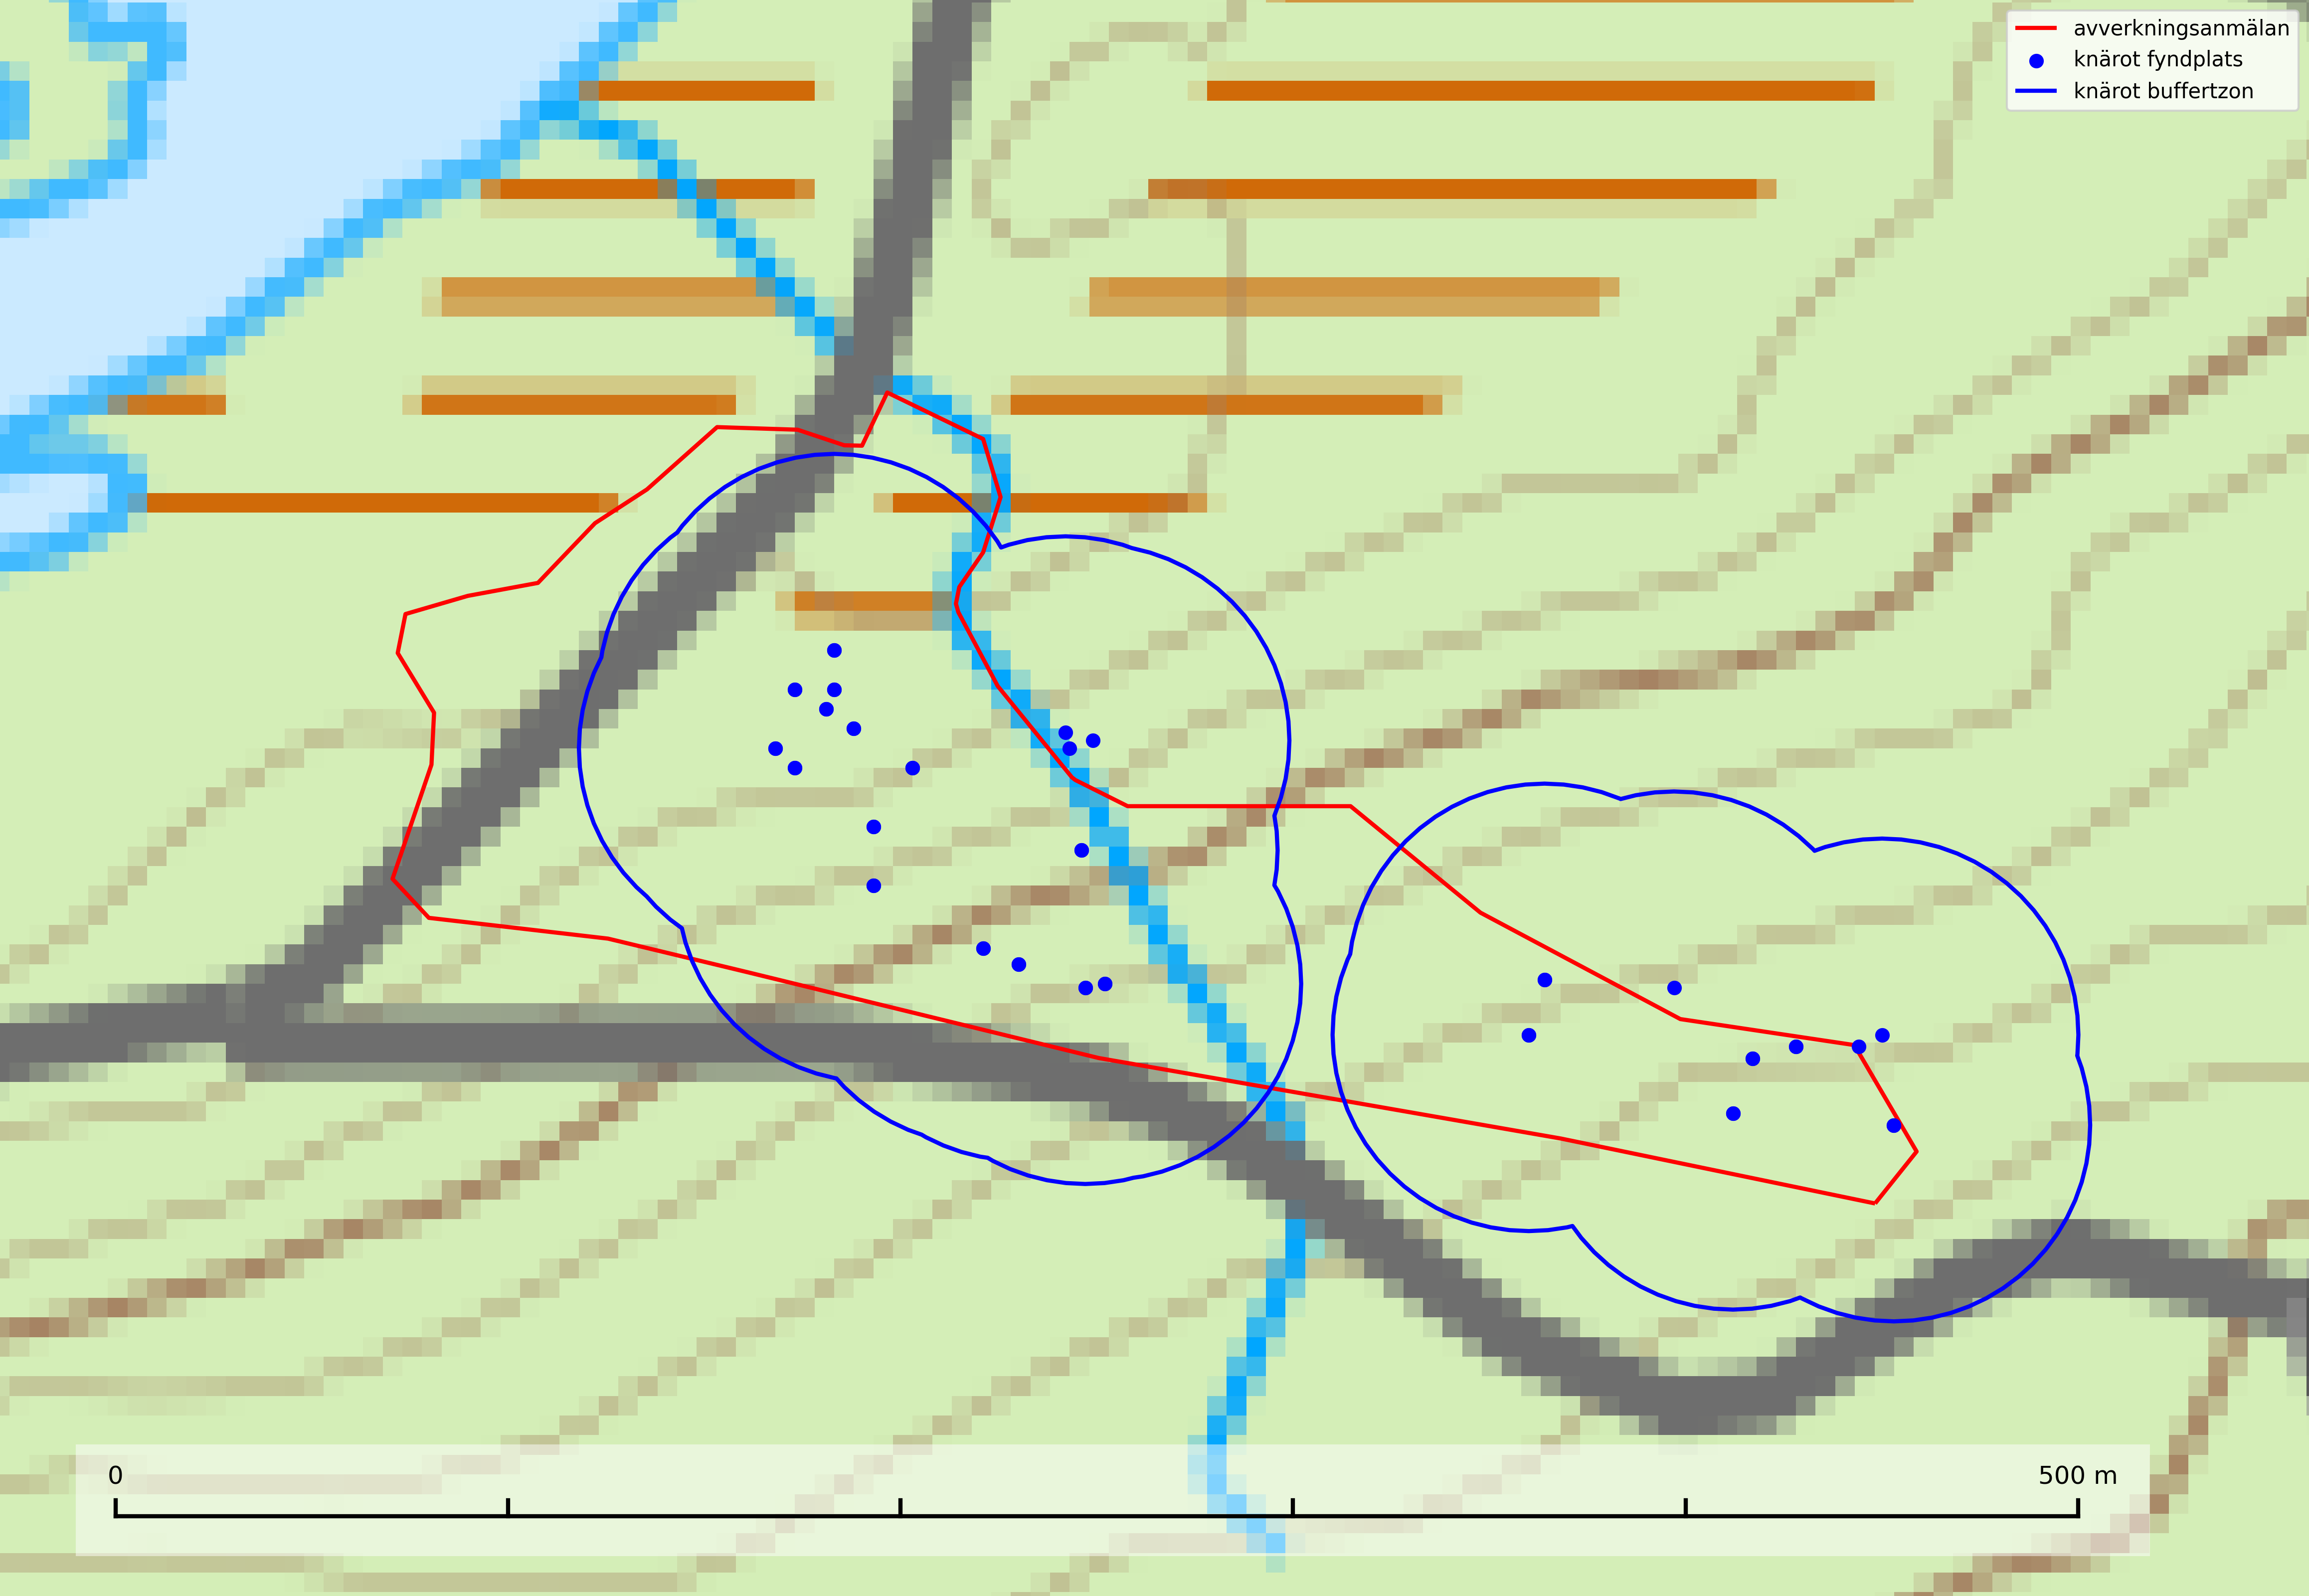 avverkningsanmälan
knärot fyndplats
knärot buffertzon
0
500 m